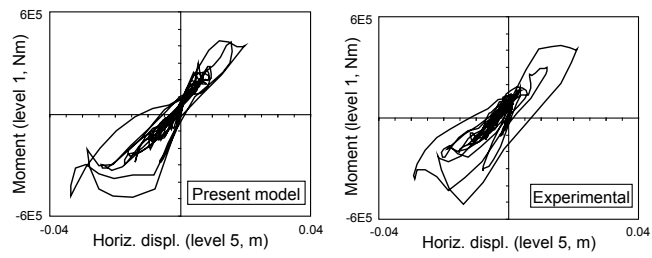 6E5
Moment (level 1, Nm)
-6E5
-0.04
0.04
Horiz. displ. (level 5, m)
Present model
6E5
Moment (level 1, Nm)
-6E5
-0.04
0.04
Horiz. displ. (level 5, m)
Experimental